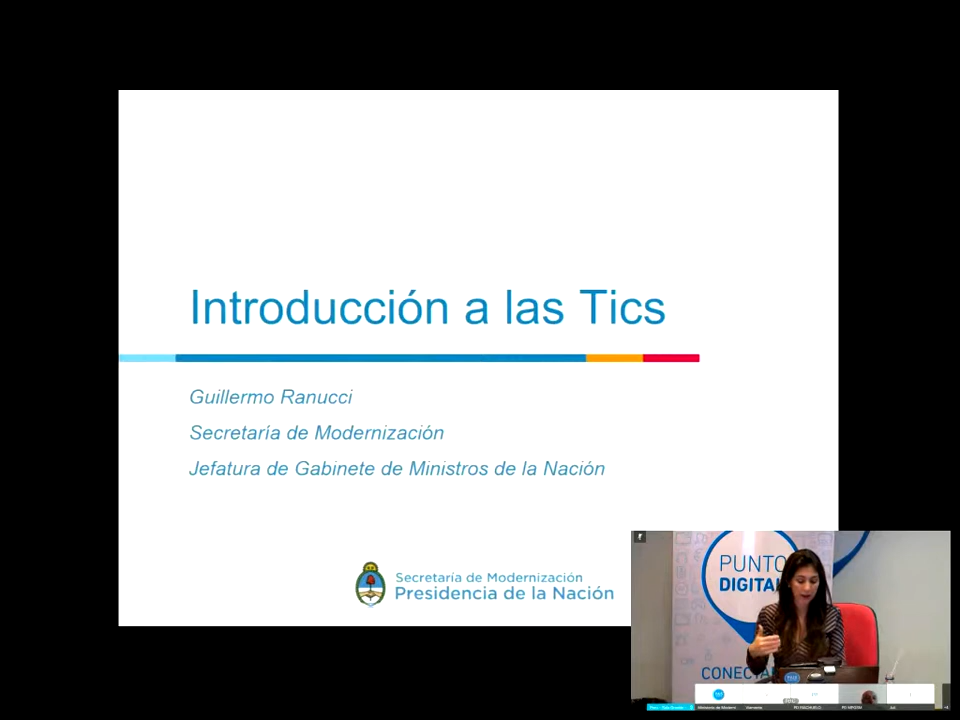 Introducción a las Tics
Guillermo Ranucci
Secretaría de Modernización
Jefatura de Gabinete de Ministros de la Nación
Secretaría de Modernización
Presidencia de la Nación
PUNTO
DIGITAL
CONECTA